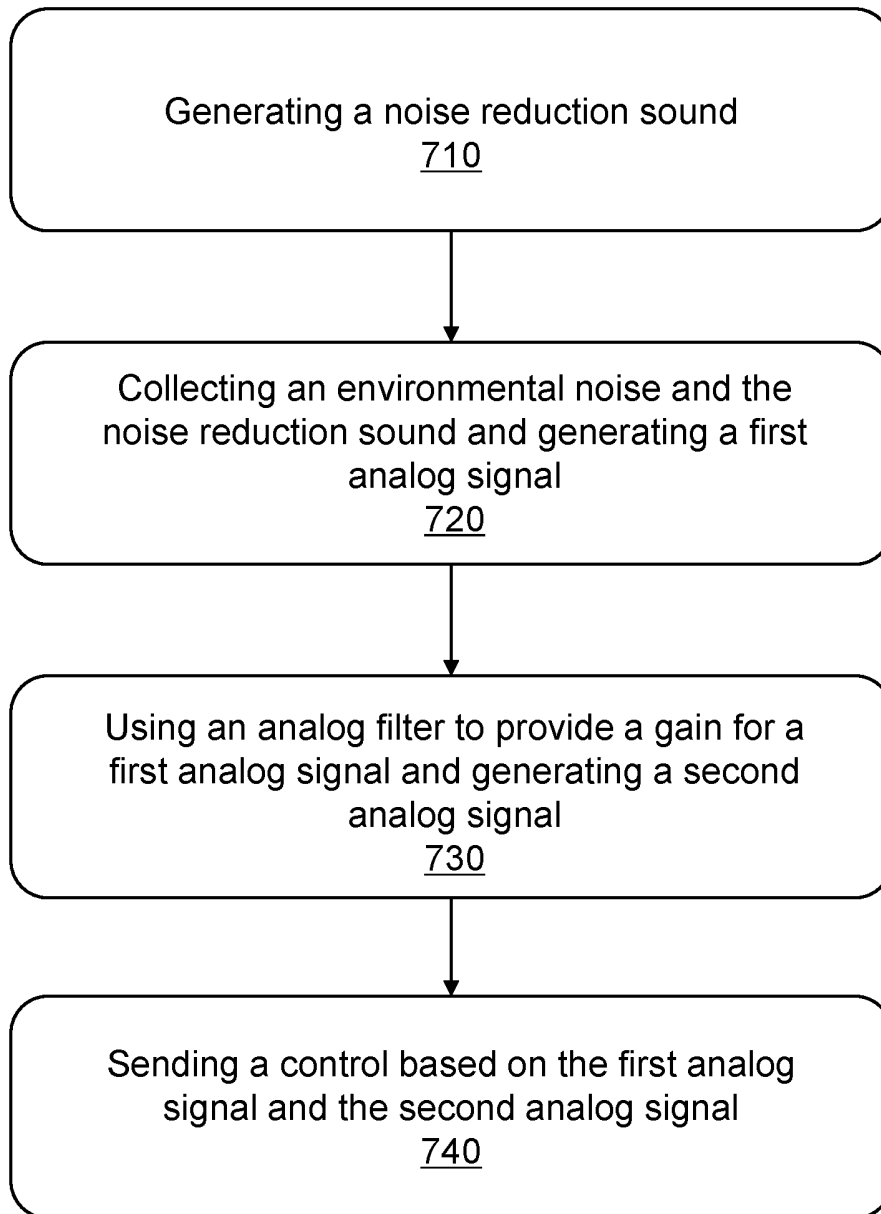 Generating a noise reduction sound
710
Collecting an environmental noise and the
noise reduction sound and generating a first
analog signal
720
Using an analog filter to provide a gain for a
first analog signal and generating a second
analog signal
730
Sending a control based on the first analog
signal and the second analog signal
740